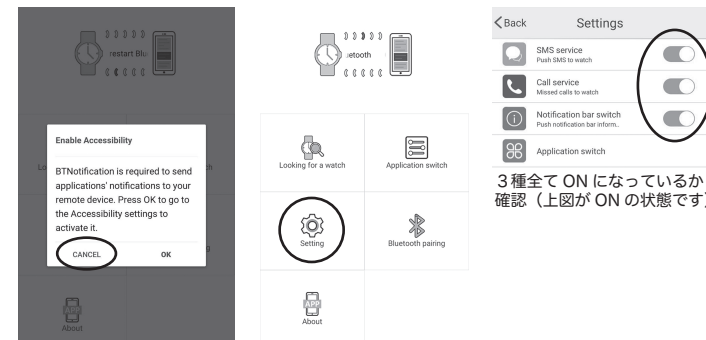 restart Blu
Enable Accessibility
BTNotification is required to send
applications' notifications to your
remote device. Press OK to go to
the Accessibility settings to
activate it.
CANCEL
OK
APP
About
etooth
Looking for a watch
Application switch
Setting
Bluetooth pairing
APP
About
Back
Settings
SMS service
Push SMS to watch
Call service
Missed calls to watch
Notification bar switch
Push notification bar inform..
Application switch
3種全て ON になっているか
確認（上図が ON の状態です）